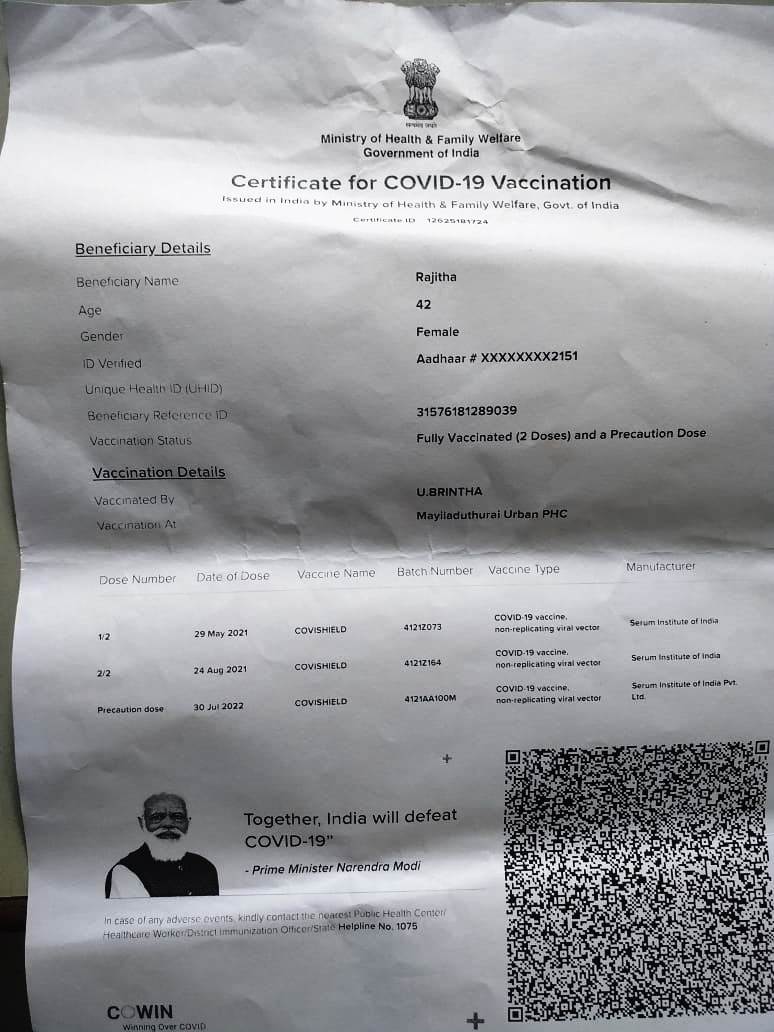 सत्यमेव जयते
Ministry of Health & Family Welfare
Government of India
Certificate for COVID-19 Vaccination
Issued in India by Ministry of Health & Family Welfare, Govt. of India
Certificate ID 12625181724
Beneficiary Details
Beneficiary Name Rajitha
Age 42
Gender Female
ID Verified Aadhaar # XXXXXXXX2151
Unique Health ID (UHID)
Beneficiary Reference ID 31576181289039
Vaccination Status Fully Vaccinated (2 Doses) and a Precaution Dose
Vaccination Details
Vaccinated By U.BRINTHA
Vaccination At Mayiladuthurai Urban PHC
Dose Number Date of Dose Vaccine Name Batch Number Vaccine Type Manufacturer
1/2 29 May 2021 COVISHIELD 4121Z073 COVID-19 vaccine, non-replicating viral vector Serum Institute of India
2/2 24 Aug 2021 COVISHIELD 4121Z164 COVID-19 vaccine, non-replicating viral vector Serum Institute of India
Precaution dose 30 Jul 2022 COVISHIELD 4121AA100M COVID-19 vaccine, non-replicating viral vector Serum Institute of India Pvt. Ltd.
Together, India will defeat
COVID-19"
- Prime Minister Narendra Modi
In case of any adverse events, kindly contact the nearest Public Health Center/
Healthcare Worker/District Immunization Officer/State Helpline No. 1075
COWIN
Winning Over COVID